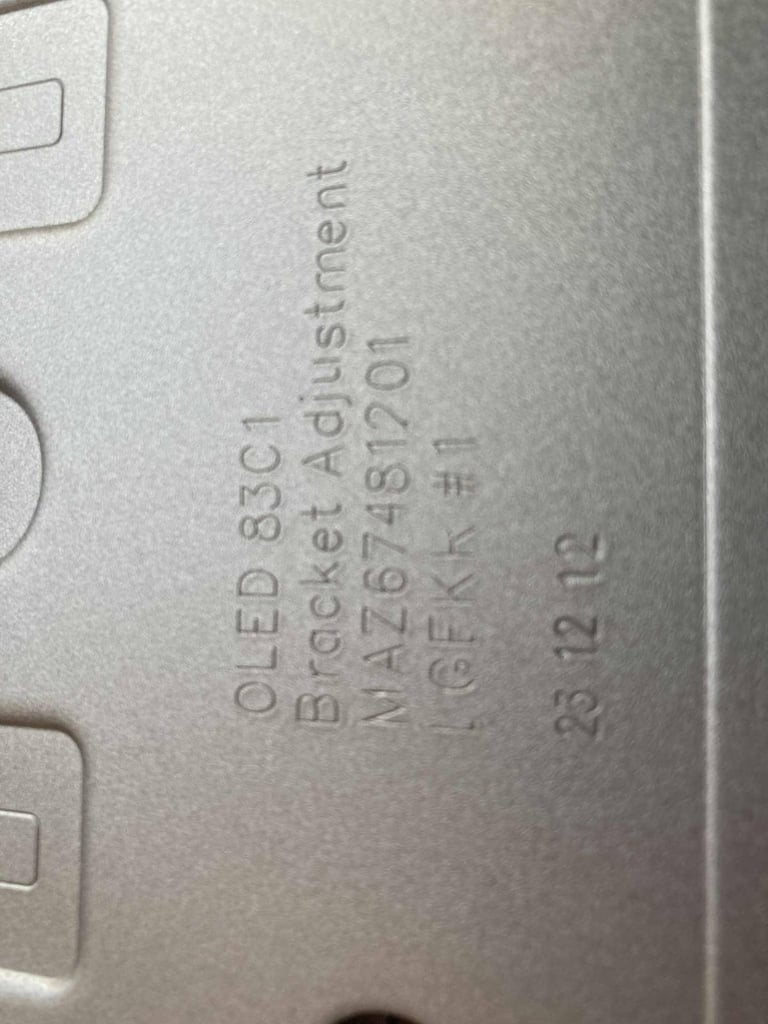 OLED 83C1
Bracket Adjustment
MAZ67481201
LGEKR #1
23 12 12